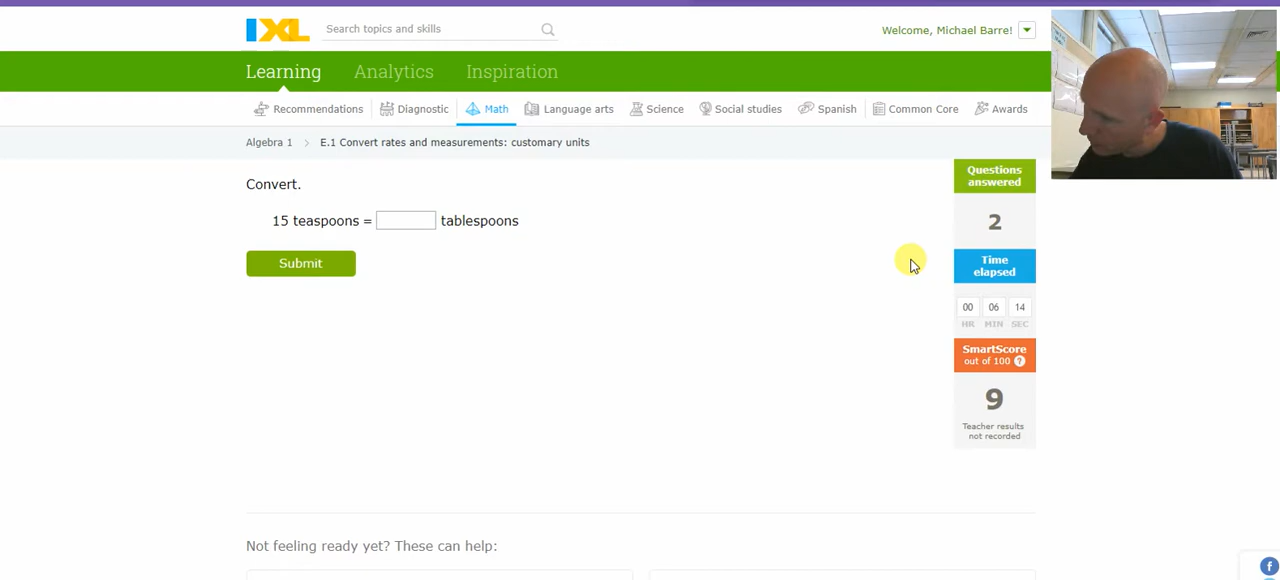 IXL
Search topics and skills
Welcome, Michael Barre!
Learning Analytics Inspiration
Recommendations Diagnostic Math Language arts Science Social studies Spanish Common Core Awards
Algebra 1 > E.1 Convert rates and measurements: customary units
Convert.
15 teaspoons = tablespoons
Submit
Questions
answered
2
Time
elapsed
00 06 14
HR MIN SEC
SmartScore
out of 100 ?
9
Teacher results
not recorded
Not feeling ready yet? These can help:
f